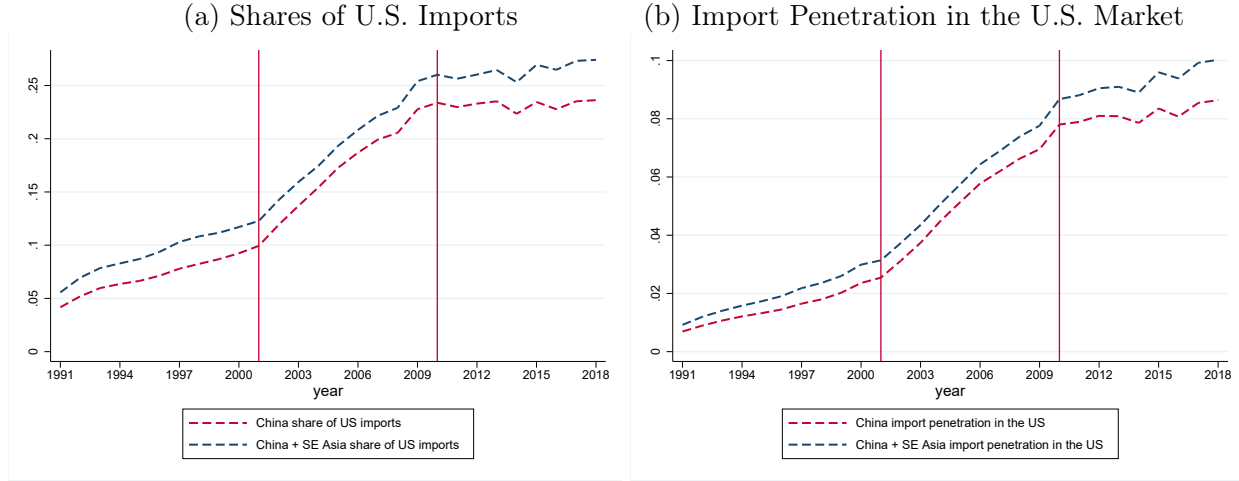 (a) Shares of U.S. Imports
.25
.2
.15
.1
.05
0
1991 1994 1997 2000 2003 2006 2009 2012 2015 2018
year
China share of US imports
China + SE Asia share of US imports
(b) Import Penetration in the U.S. Market
.1
.08
.06
.04
.02
0
1991 1994 1997 2000 2003 2006 2009 2012 2015 2018
year
China import penetration in the US
China + SE Asia import penetration in the US